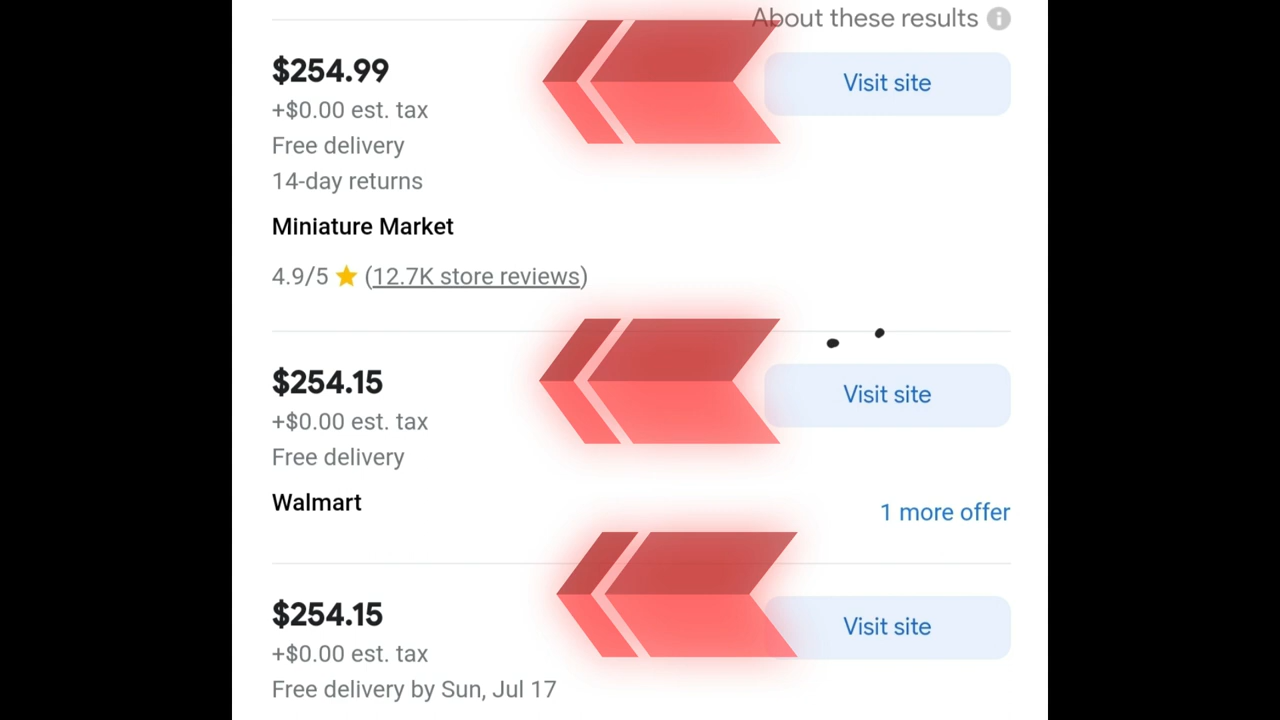 About these results
$254.99
Visit site
+$0.00 est. tax
Free delivery
14-day returns
Miniature Market
4.9/5 ★ (12.7K store reviews)
$254.15
Visit site
+$0.00 est. tax
Free delivery
Walmart
1 more offer
$254.15
Visit site
+$0.00 est. tax
Free delivery by Sun, Jul 17